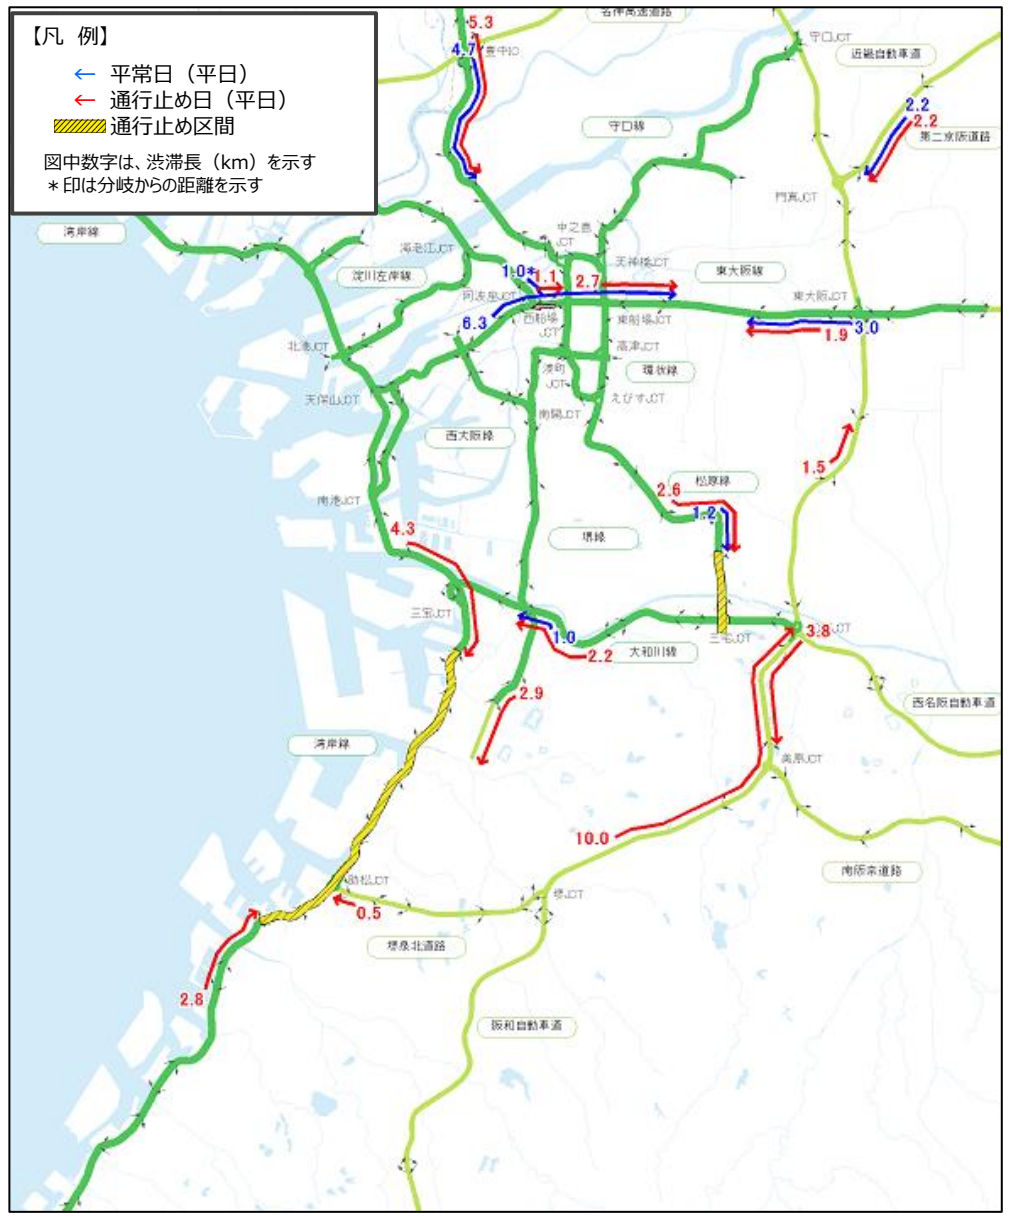 【凡 例】
← 平常日（平日）
← 通行止め日（平日）
通行止め区間
図中数字は、渋滞長（km）を示す
＊印は分岐からの距離を示す
名神高速道路
5.3
4.7
豊中IC
守口JCT
近畿自動車道
2.2
2.2
第二京阪道路
守口線
門真JCT
湾岸線
海老江JCT
中之島
JCT
天神橋JCT
淀川左岸線
1.0*
1.1
2.7
東大阪線
阿波座JCT
東大阪JCT
6.3
西船場
JCT
東船場JCT
3.0
1.9
北港JCT
高津JCT
湊町
JCT
環状線
天保山JCT
えびすJCT
南開JCT
西大阪線
1.5
松原線
2.6
1.2
南港JCT
4.3
堺線
三宝JCT
1.0
三宅JCT
3.8
JCT
2.2
大和川線
2.9
西名阪自動車道
湾岸線
美原JCT
10.0
南阪奈道路
助松JCT
堺JCT
0.5
堺泉北道路
2.8
阪和自動車道